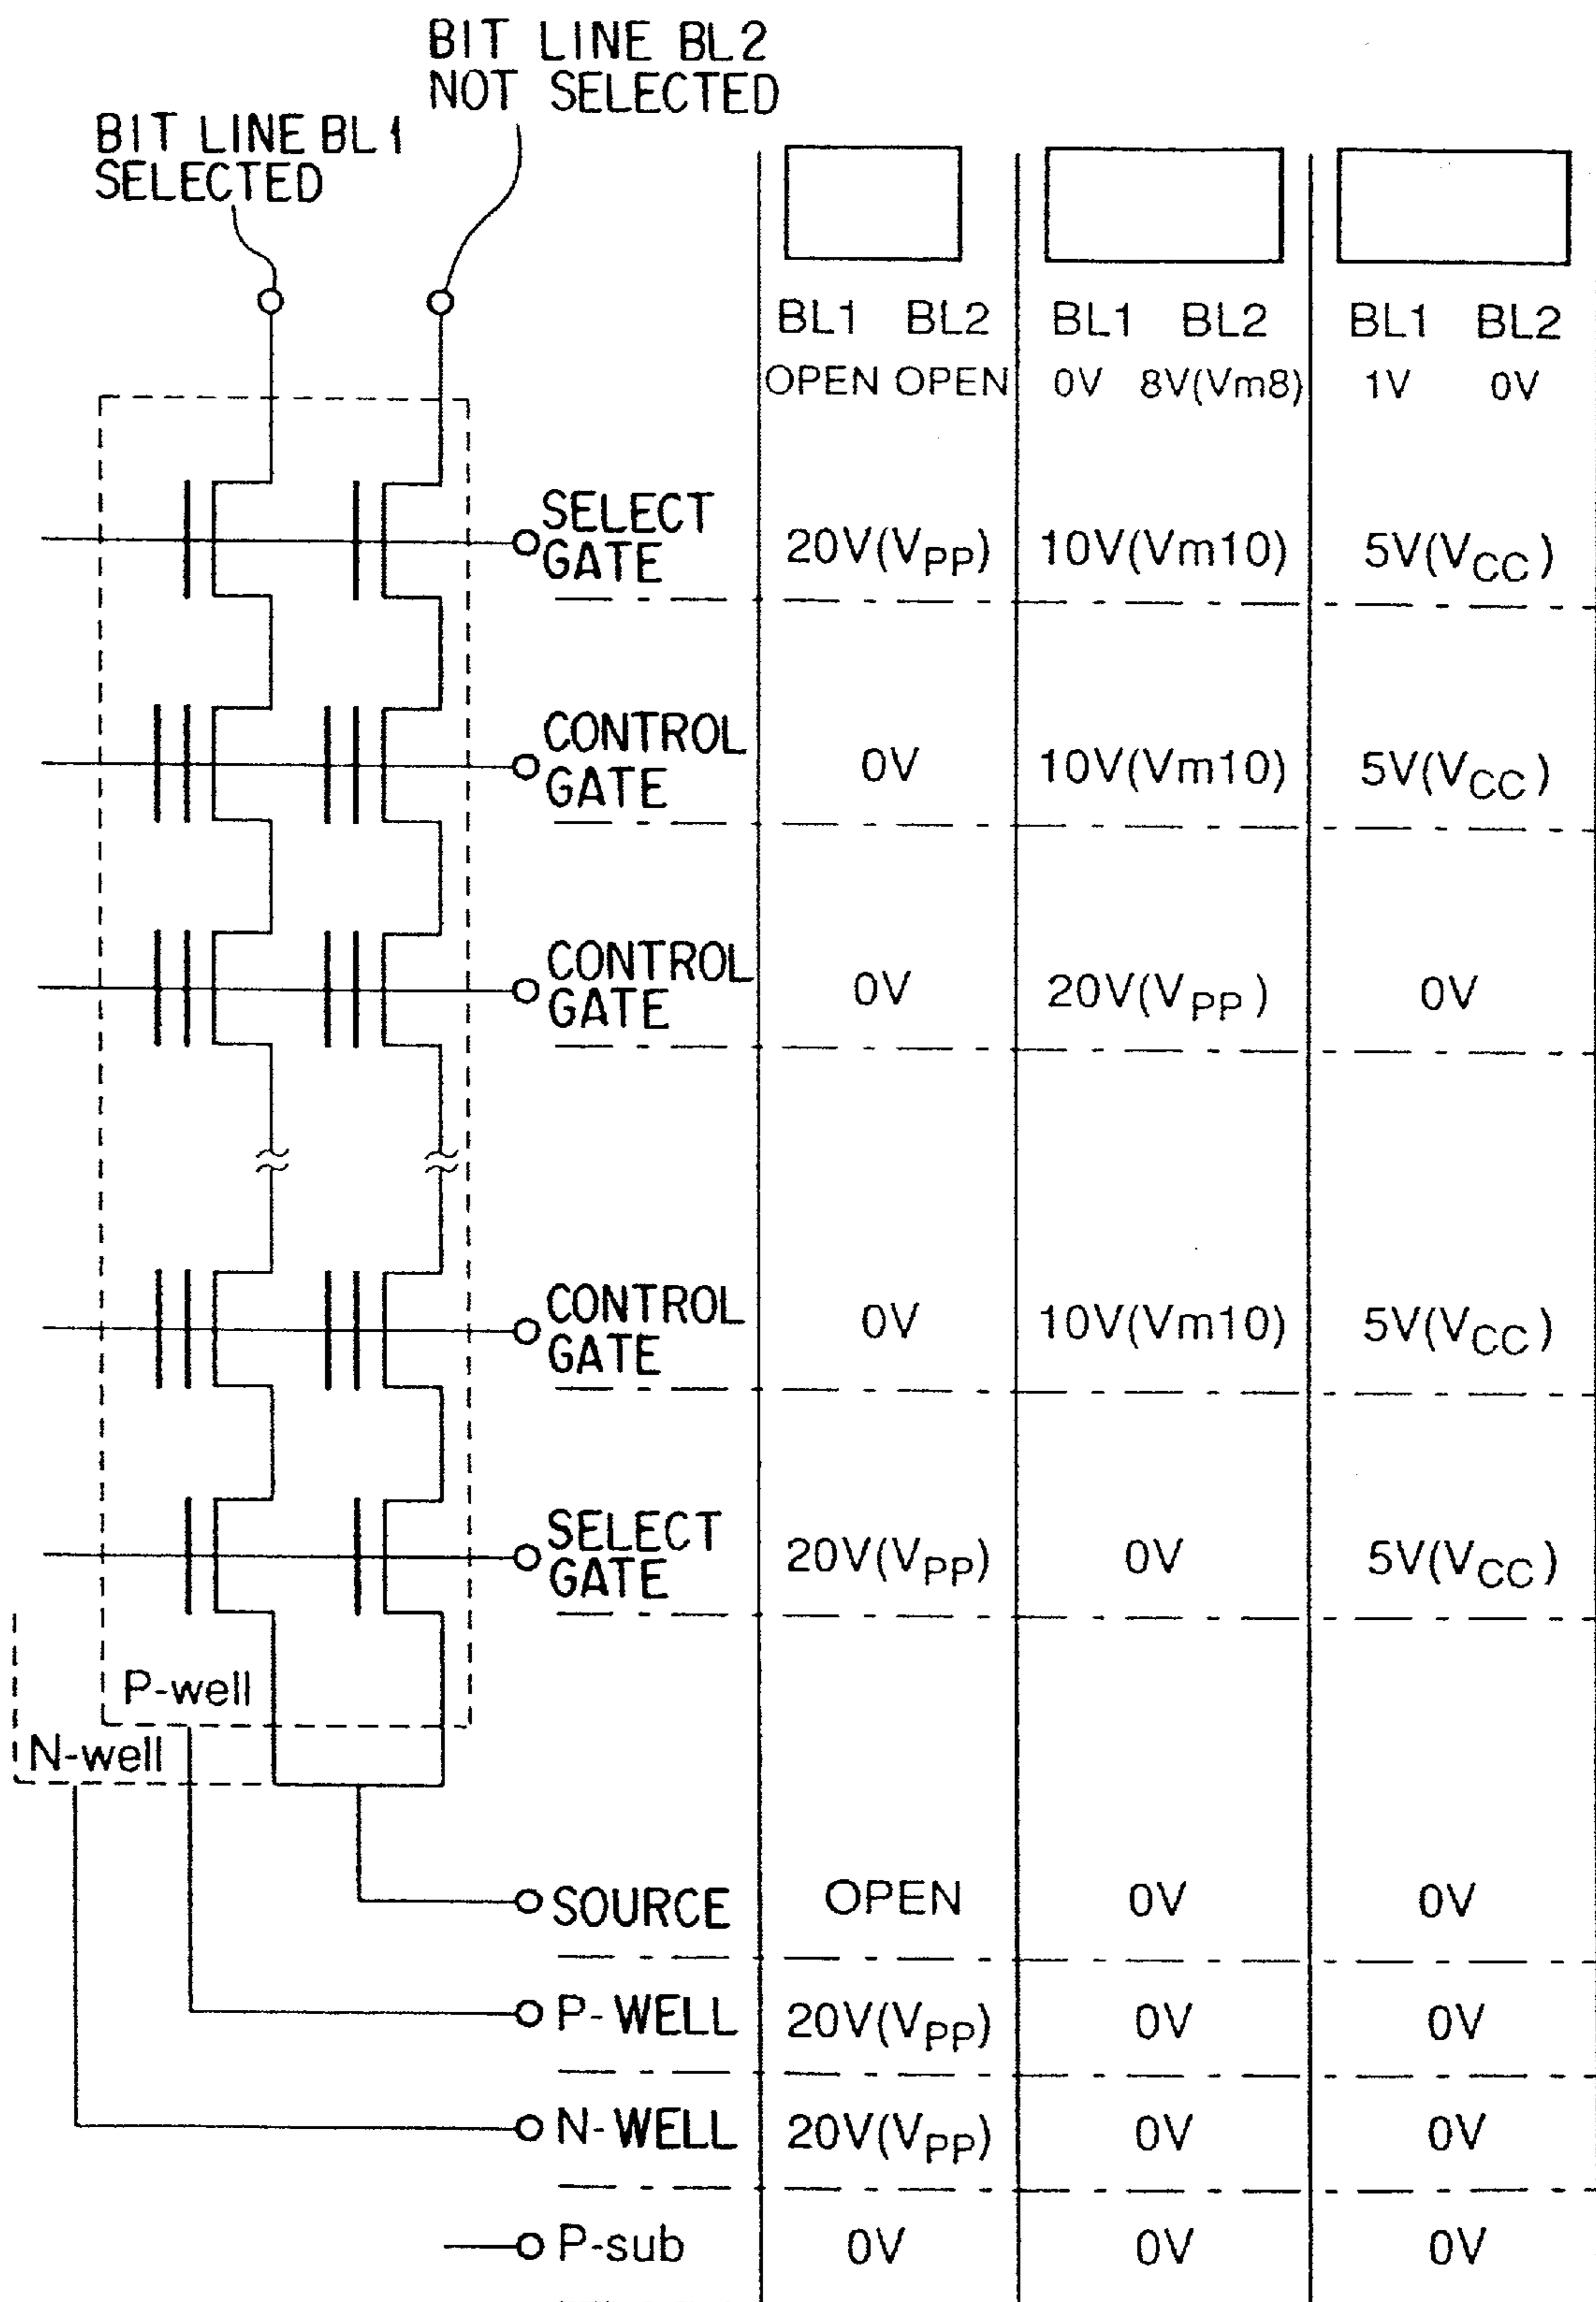 BIT LINE BL2
NOT SELECTED
BIT LINE BL1
SELECTED
BL1 BL2 BL1 BL2 BL1 BL2
OPEN OPEN 0V 8V(Vm8) 1V 0V
SELECT
GATE 20V(VPP) 10V(Vm10) 5V(VCC)
CONTROL
GATE 0V 10V(Vm10) 5V(VCC)
CONTROL
GATE 0V 20V(VPP) 0V
CONTROL
GATE 0V 10V(Vm10) 5V(VCC)
SELECT
GATE 20V(VPP) 0V 5V(VCC)
P-well
N-well
SOURCE OPEN 0V 0V
P-WELL 20V(VPP) 0V 0V
N-WELL 20V(VPP) 0V 0V
P-sub 0V 0V 0V